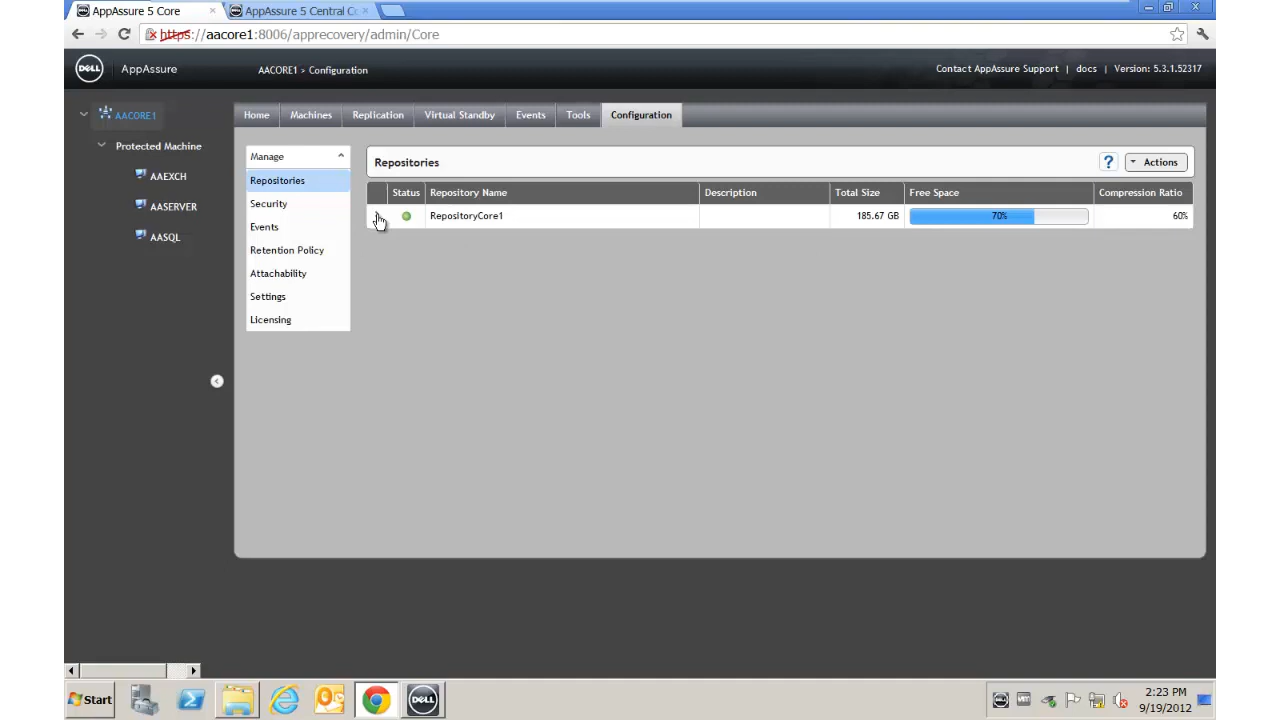 AppAssure 5 Core
AppAssure 5 Central Co
https://aacore1:8006/apprecovery/admin/Core
DELL
AppAssure
AACORE1 > Configuration
Contact AppAssure Support | docs | Version: 5.3.1.52317
AACORE1
Protected Machine
AAEXCH
AASERVER
AASQL
Home
Machines
Replication
Virtual Standby
Events
Tools
Configuration
Manage
Repositories
Security
Events
Retention Policy
Attachability
Settings
Licensing
Repositories
?
Actions
Status
Repository Name
Description
Total Size
Free Space
Compression Ratio
RepositoryCore1
185.67 GB
70%
60%
Start
DELL
2:23 PM
9/19/2012